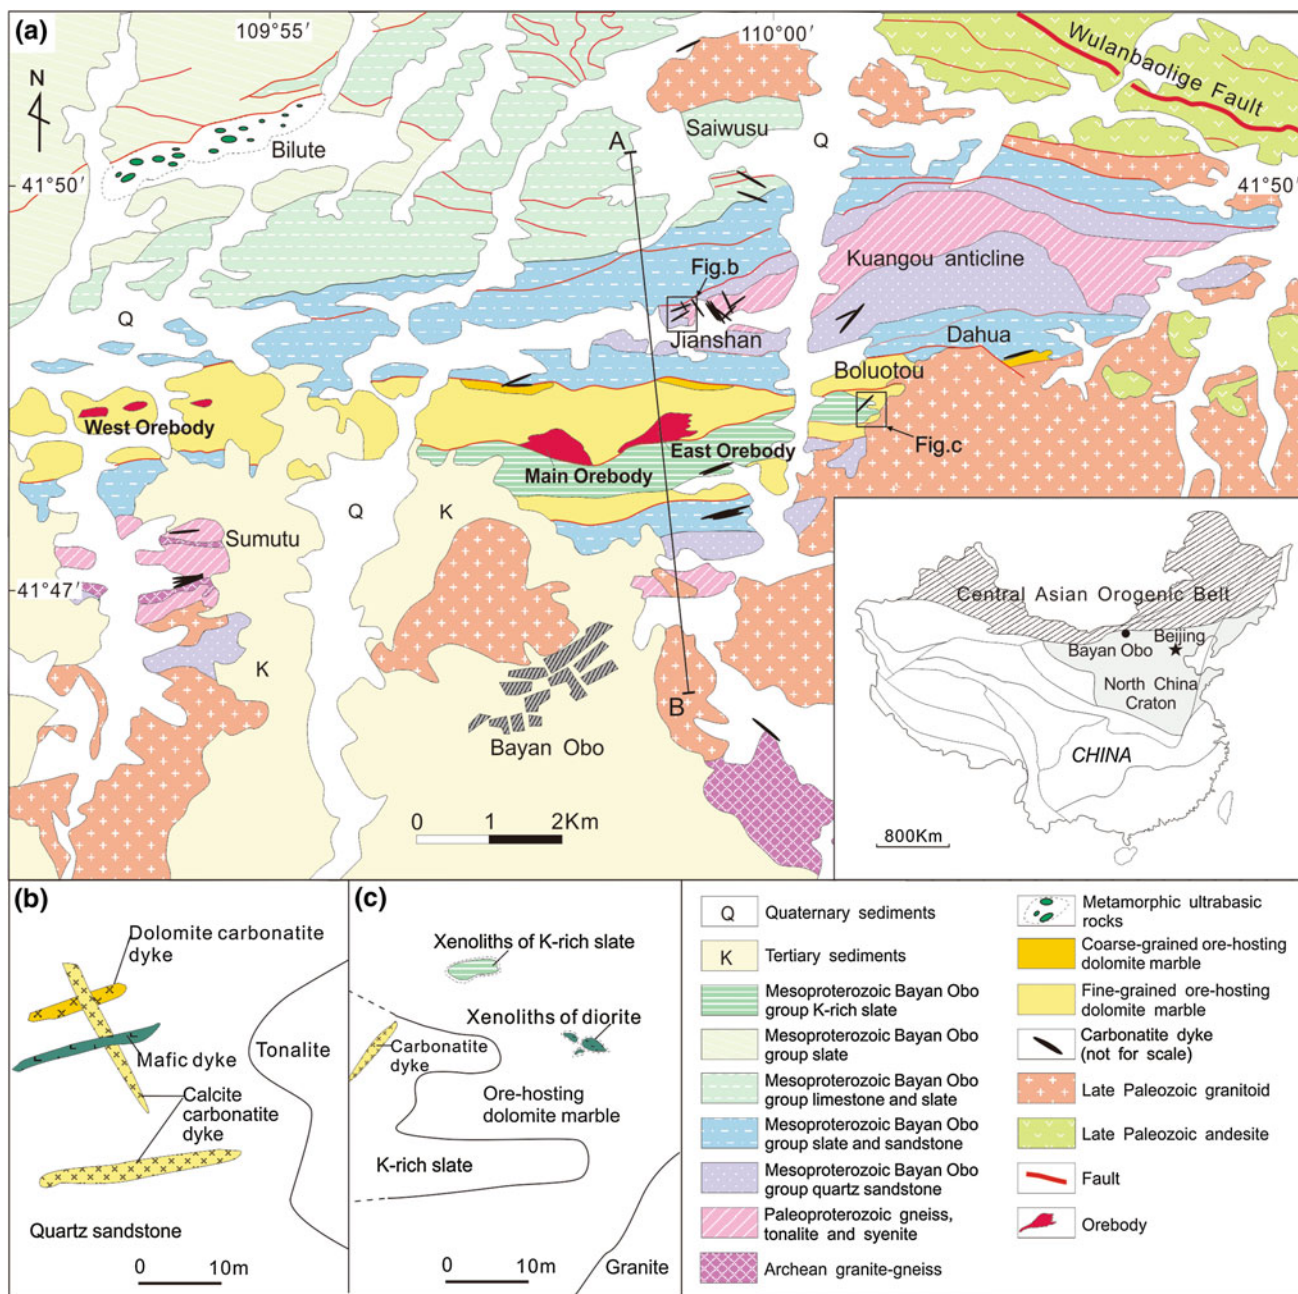 (a)
109°55′
110°00′
N
Wulanbaolige Fault
Saiwusu
A
Q
Bilute
41°50′
41°50′
Kuangou anticline
Fig.b
Q
Jianshan
Dahua
Boluotou
West Orebody
East Orebody
Fig.c
Main Orebody
Q
K
Sumutu
K
41°47′
B
Bayan Obo
0 1 2Km
Central Asian Orogenic Belt
Beijing
Bayan Obo
North China
Craton
CHINA
800Km
(b)
Dolomite carbonatite
dyke
Tonalite
Mafic dyke
Calcite
carbonatite
dyke
Quartz sandstone
0 10m
(c)
Xenoliths of K-rich slate
Xenoliths of diorite
Carbonatite
dyke
Ore-hosting
dolomite marble
K-rich slate
0 10m
Granite
Q Quaternary sediments
K Tertiary sediments
Mesoproterozoic Bayan Obo
group K-rich slate
Mesoproterozoic Bayan Obo
group slate
Mesoproterozoic Bayan Obo
group limestone and slate
Mesoproterozoic Bayan Obo
group slate and sandstone
Mesoproterozoic Bayan Obo
group quartz sandstone
Paleoproterozoic gneiss,
tonalite and syenite
Archean granite-gneiss
Metamorphic ultrabasic
rocks
Coarse-grained ore-hosting
dolomite marble
Fine-grained ore-hosting
dolomite marble
Carbonatite dyke
(not for scale)
Late Paleozoic granitoid
Late Paleozoic andesite
Fault
Orebody